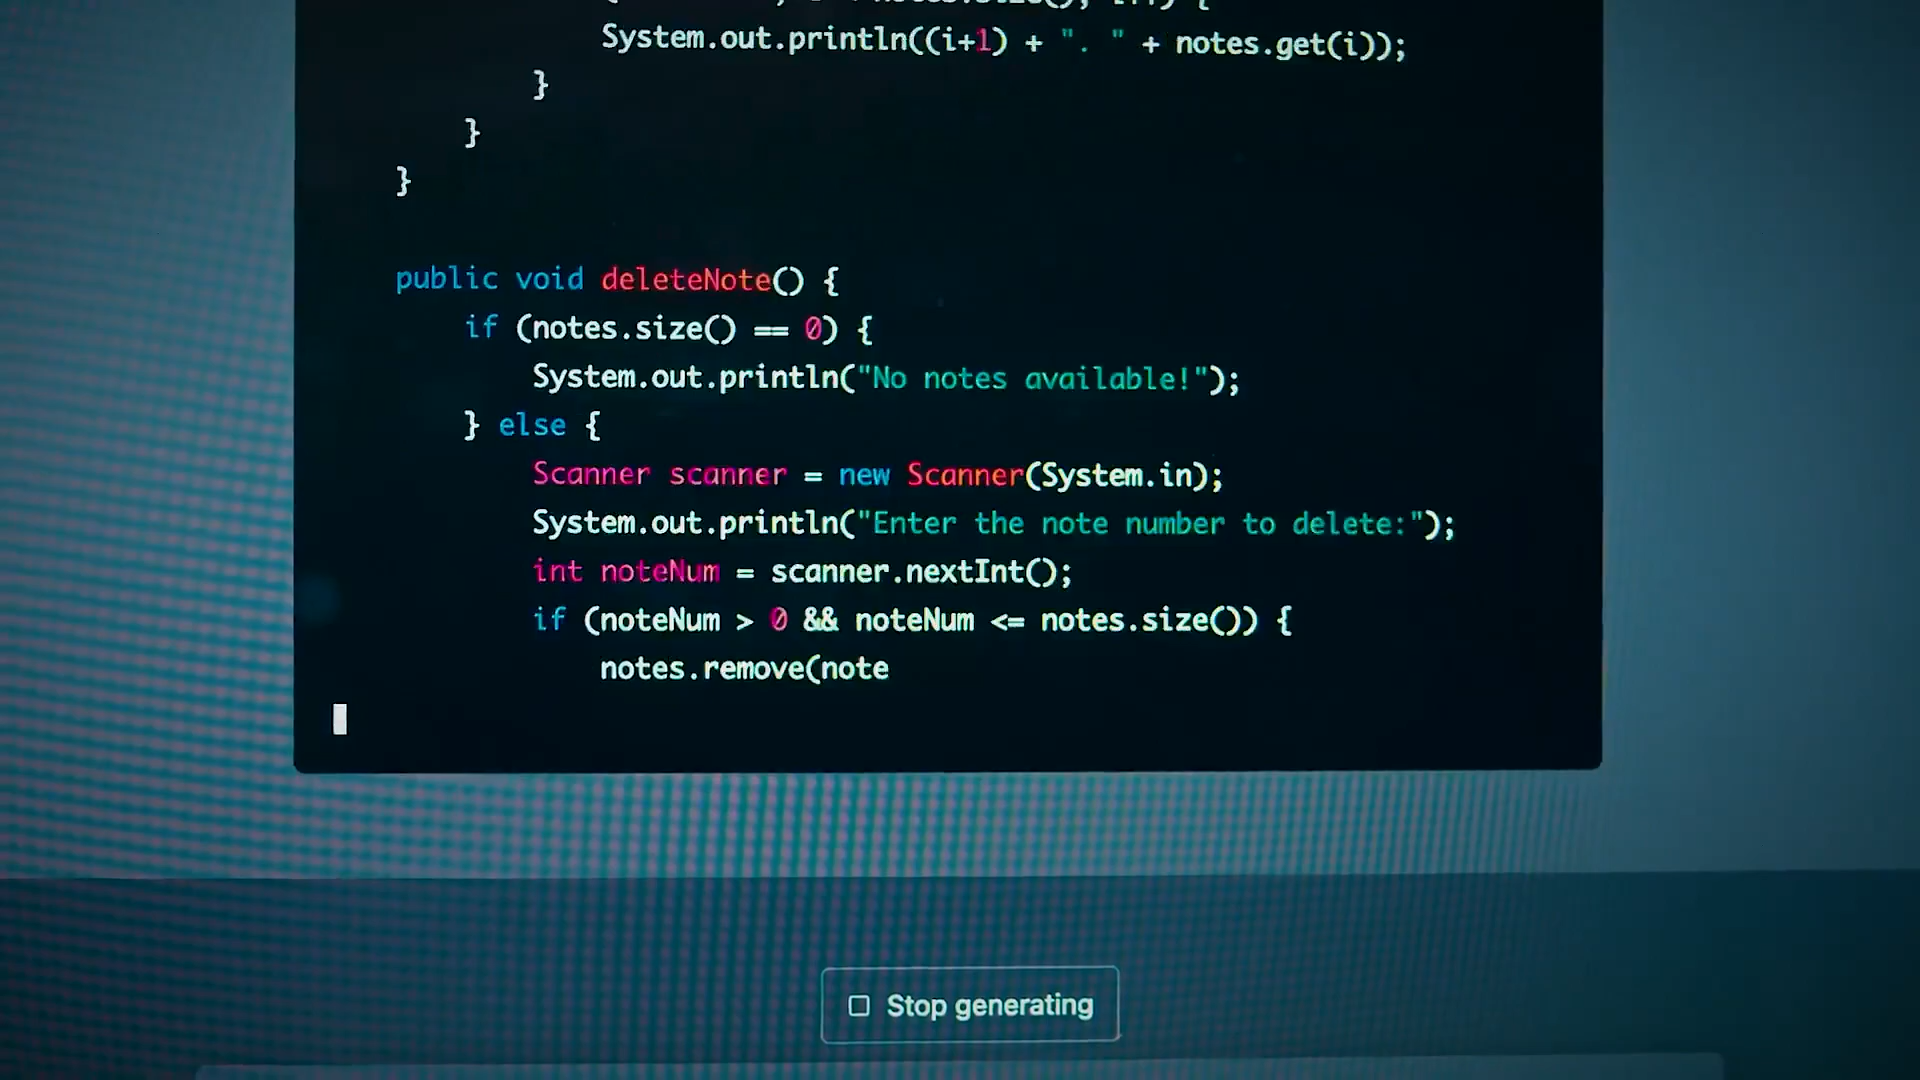 notes.size();
System.out.println((i+1) + ". " + notes.get(i));
}
}
}
public void deleteNote() {
if (notes.size() == 0) {
System.out.println("No notes available!");
} else {
Scanner scanner = new Scanner(System.in);
System.out.println("Enter the note number to delete:");
int noteNum = scanner.nextInt();
if (noteNum > 0 && noteNum <= notes.size()) {
notes.remove(note
Stop generating